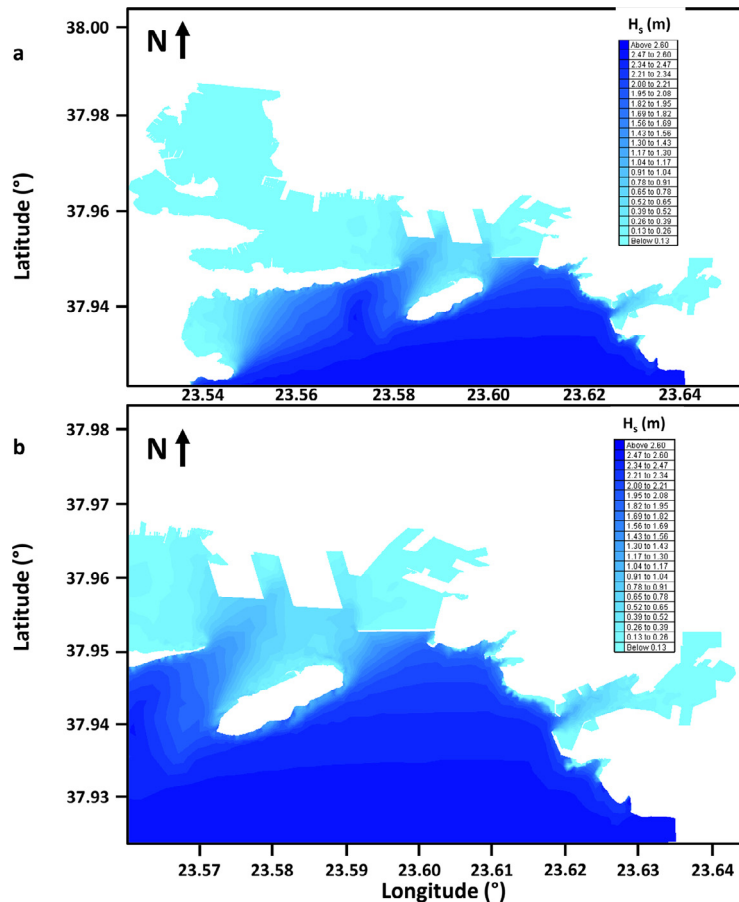 a
N
Hs (m)
Above 2.60
2.47 to 2.60
2.34 to 2.47
2.21 to 2.34
2.08 to 2.21
1.95 to 2.08
1.82 to 1.95
1.69 to 1.82
1.56 to 1.69
1.43 to 1.56
1.30 to 1.43
1.17 to 1.30
1.04 to 1.17
0.91 to 1.04
0.78 to 0.91
0.65 to 0.78
0.52 to 0.65
0.39 to 0.52
0.26 to 0.39
0.13 to 0.26
Below 0.13
Latitude (°)
38.00
37.98
37.96
37.94
23.54
23.56
23.58
23.60
23.62
23.64
b
N
Hs (m)
Above 2.60
2.47 to 2.60
2.34 to 2.47
2.21 to 2.34
2.08 to 2.21
1.95 to 2.08
1.82 to 1.95
1.69 to 1.82
1.56 to 1.69
1.43 to 1.56
1.30 to 1.43
1.17 to 1.30
1.04 to 1.17
0.91 to 1.04
0.78 to 0.91
0.65 to 0.78
0.52 to 0.65
0.39 to 0.52
0.26 to 0.39
0.13 to 0.26
Below 0.13
Latitude (°)
37.98
37.97
37.96
37.95
37.94
37.93
23.57
23.58
23.59
23.60
23.61
23.62
23.64
Longitude (°)